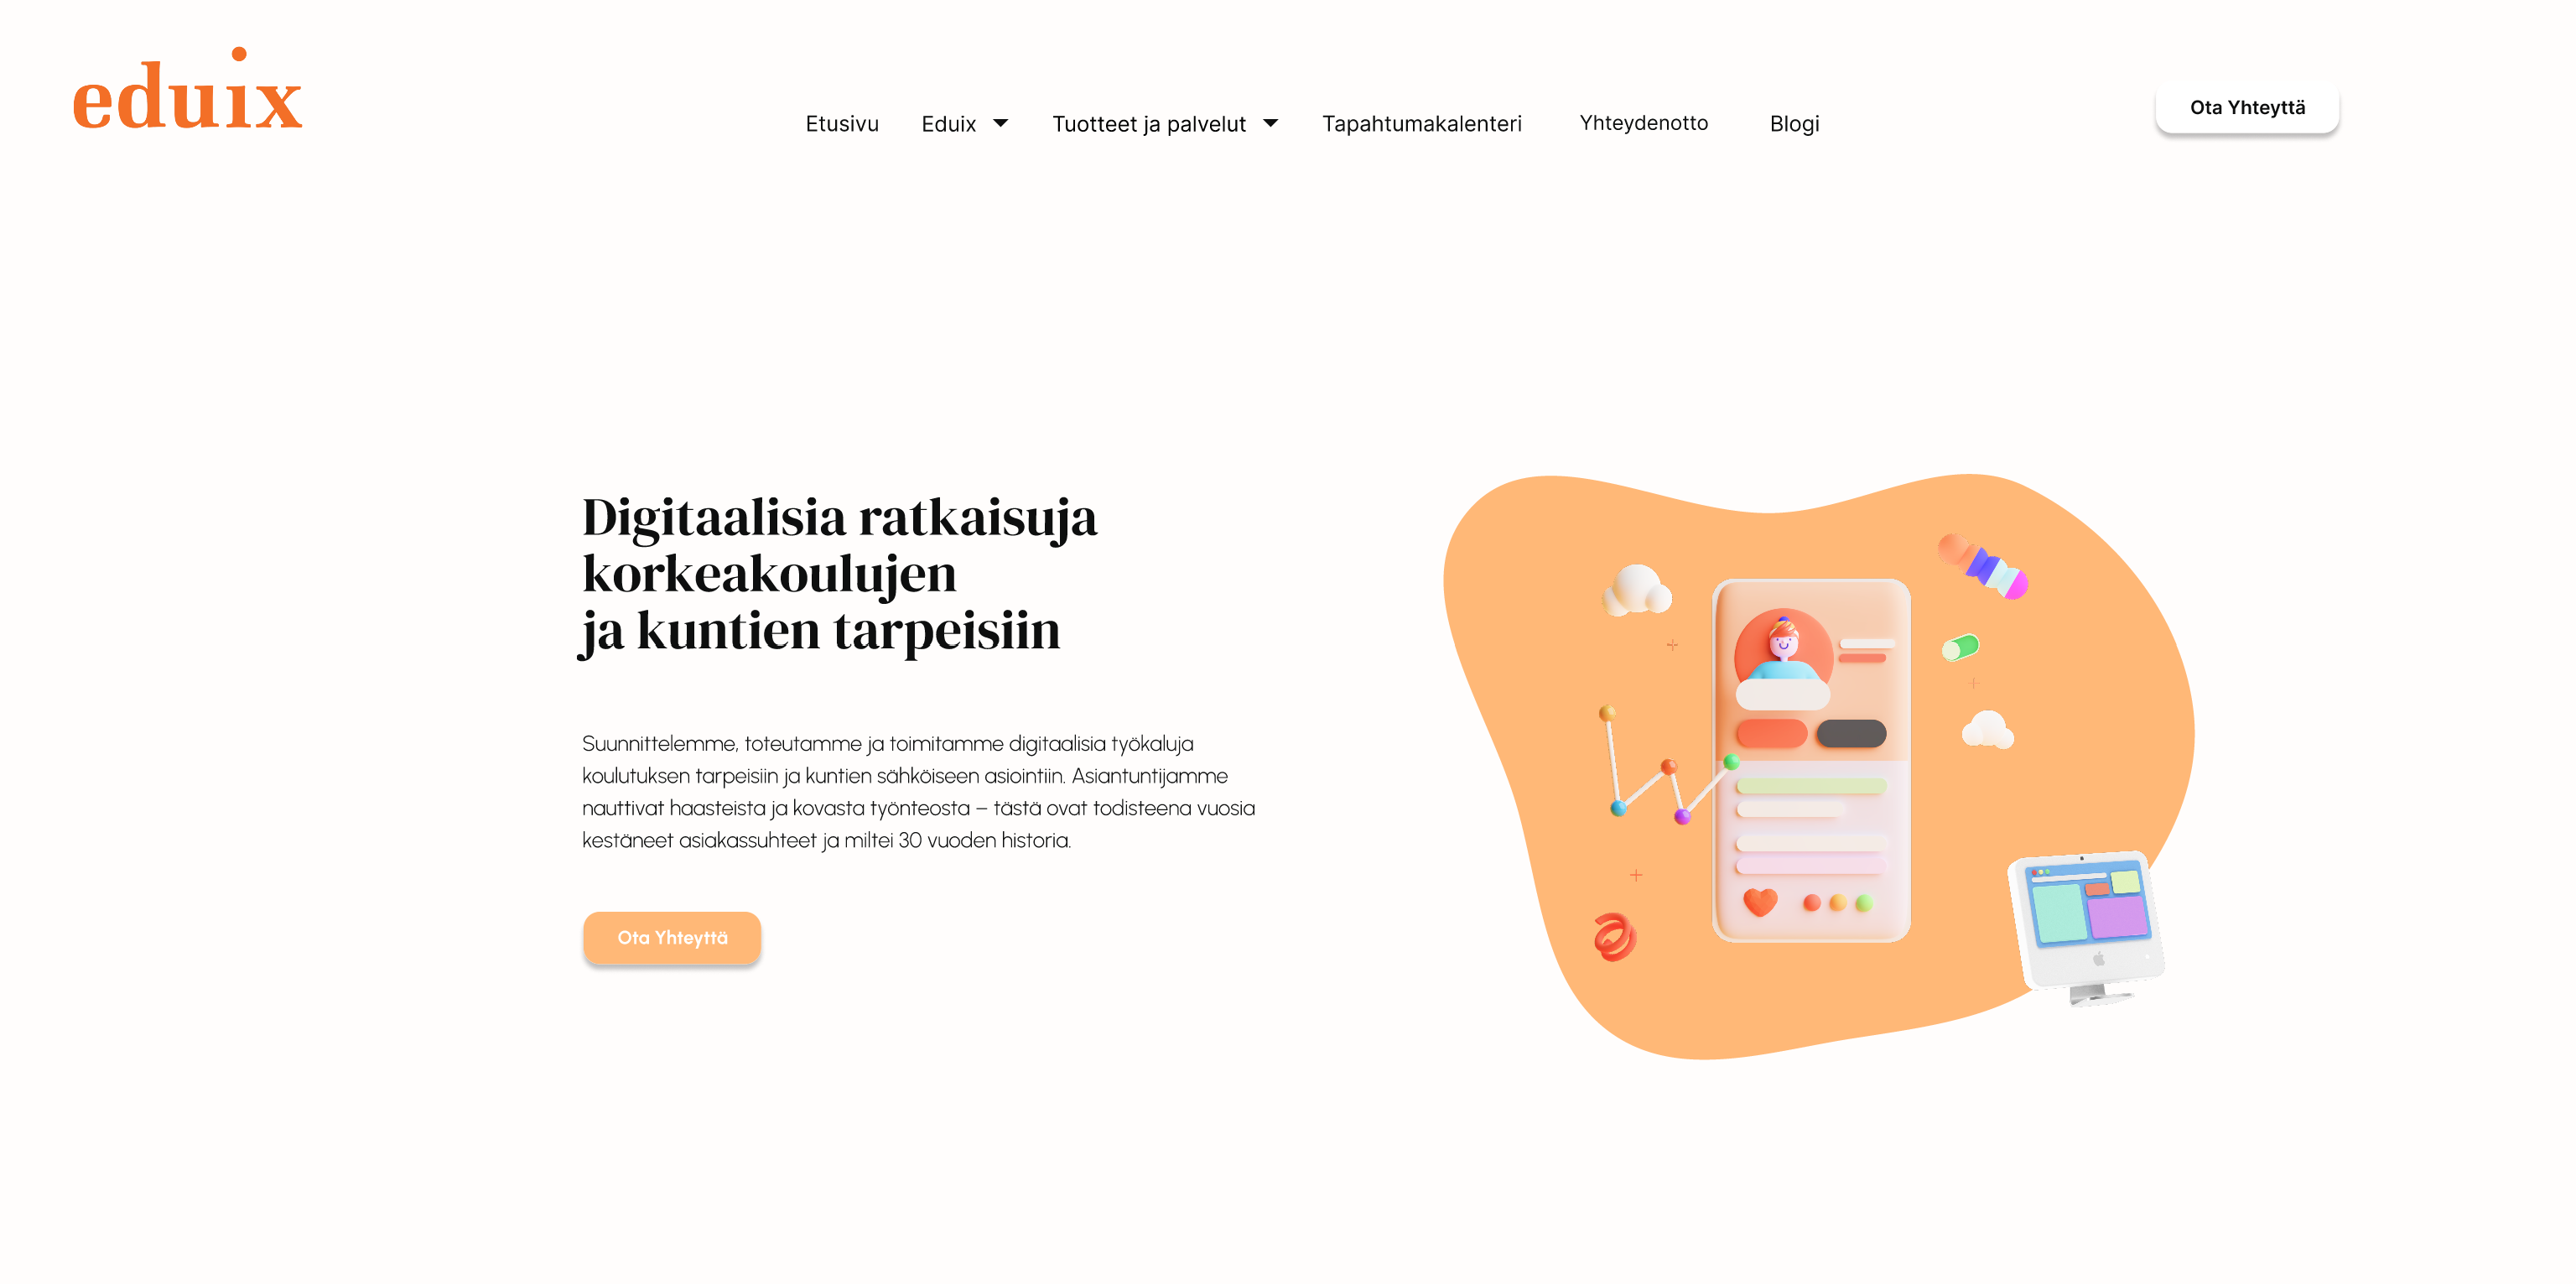 eduix
Etusivu Eduix Tuotteet ja palvelut Tapahtumakalenteri Yhteydenotto Blogi
Ota Yhteyttä
Digitaalisia ratkaisuja
korkeakoulujen
ja kuntien tarpeisiin
Suunnittelemme, toteutamme ja toimitamme digitaalisia työkaluja
koulutuksen tarpeisiin ja kuntien sähköiseen asiointiin. Asiantuntijamme
nauttivat haasteista ja kovasta työnteosta – tästä ovat todisteena vuosia
kestäneet asiakassuhteet ja miltei 30 vuoden historia.
Ota Yhteyttä